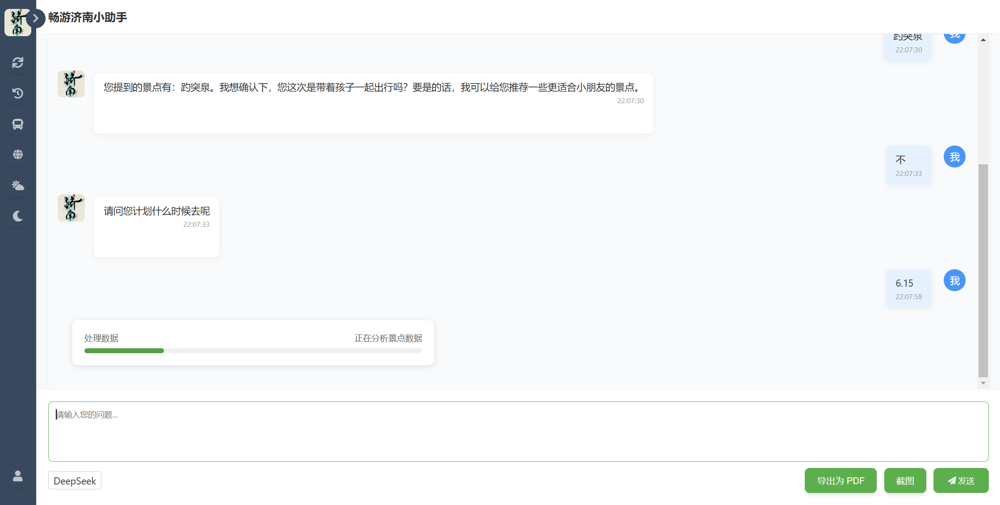 济南
畅游济南小助手
趵突泉
我
22:07:30
济南
您提到的景点有：趵突泉。我想确认下，您这次是带着孩子一起出行吗？要是的话，我可以给您推荐一些更适合小朋友的景点。
22:07:30
不
我
22:07:33
济南
请问您计划什么时候去呢
22:07:33
6.15
我
22:07:58
处理数据
正在分析景点数据
请输入您的问题...
DeepSeek
导出为 PDF
截图
发送